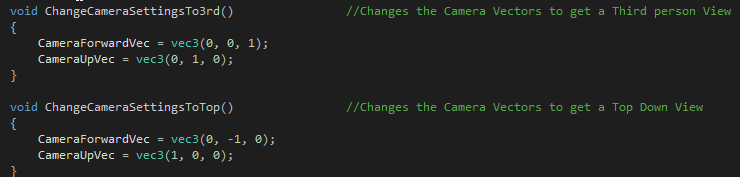 void ChangeCameraSettingsTo3rd() //Changes the Camera Vectors to get a Third person View
{
CameraForwardVec = vec3(0, 0, 1);
CameraUpVec = vec3(0, 1, 0);
}
void ChangeCameraSettingsToTop() //Changes the Camera Vectors to get a Top Down View
{
CameraForwardVec = vec3(0, -1, 0);
CameraUpVec = vec3(1, 0, 0);
}